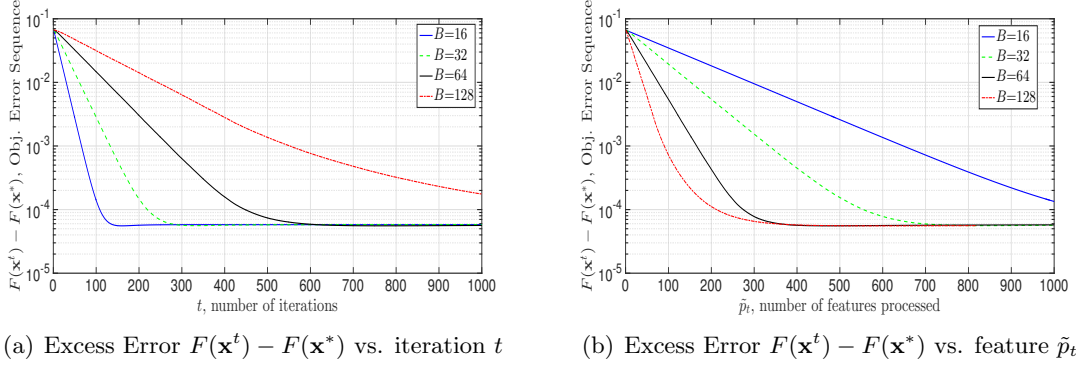 F(x^t) − F(x^*), Obj. Error Sequence
10^-1
10^-2
10^-3
10^-4
10^-5
B=16
B=32
B=64
B=128
0 100 200 300 400 500 600 700 800 900 1000
t, number of iterations
(a) Excess Error F(x^t) − F(x^*) vs. iteration t
F(x^t) − F(x^*), Obj. Error Sequence
10^-1
10^-2
10^-3
10^-4
10^-5
B=16
B=32
B=64
B=128
0 100 200 300 400 500 600 700 800 900 1000
p̃_t, number of features processed
(b) Excess Error F(x^t) − F(x^*) vs. feature p̃_t